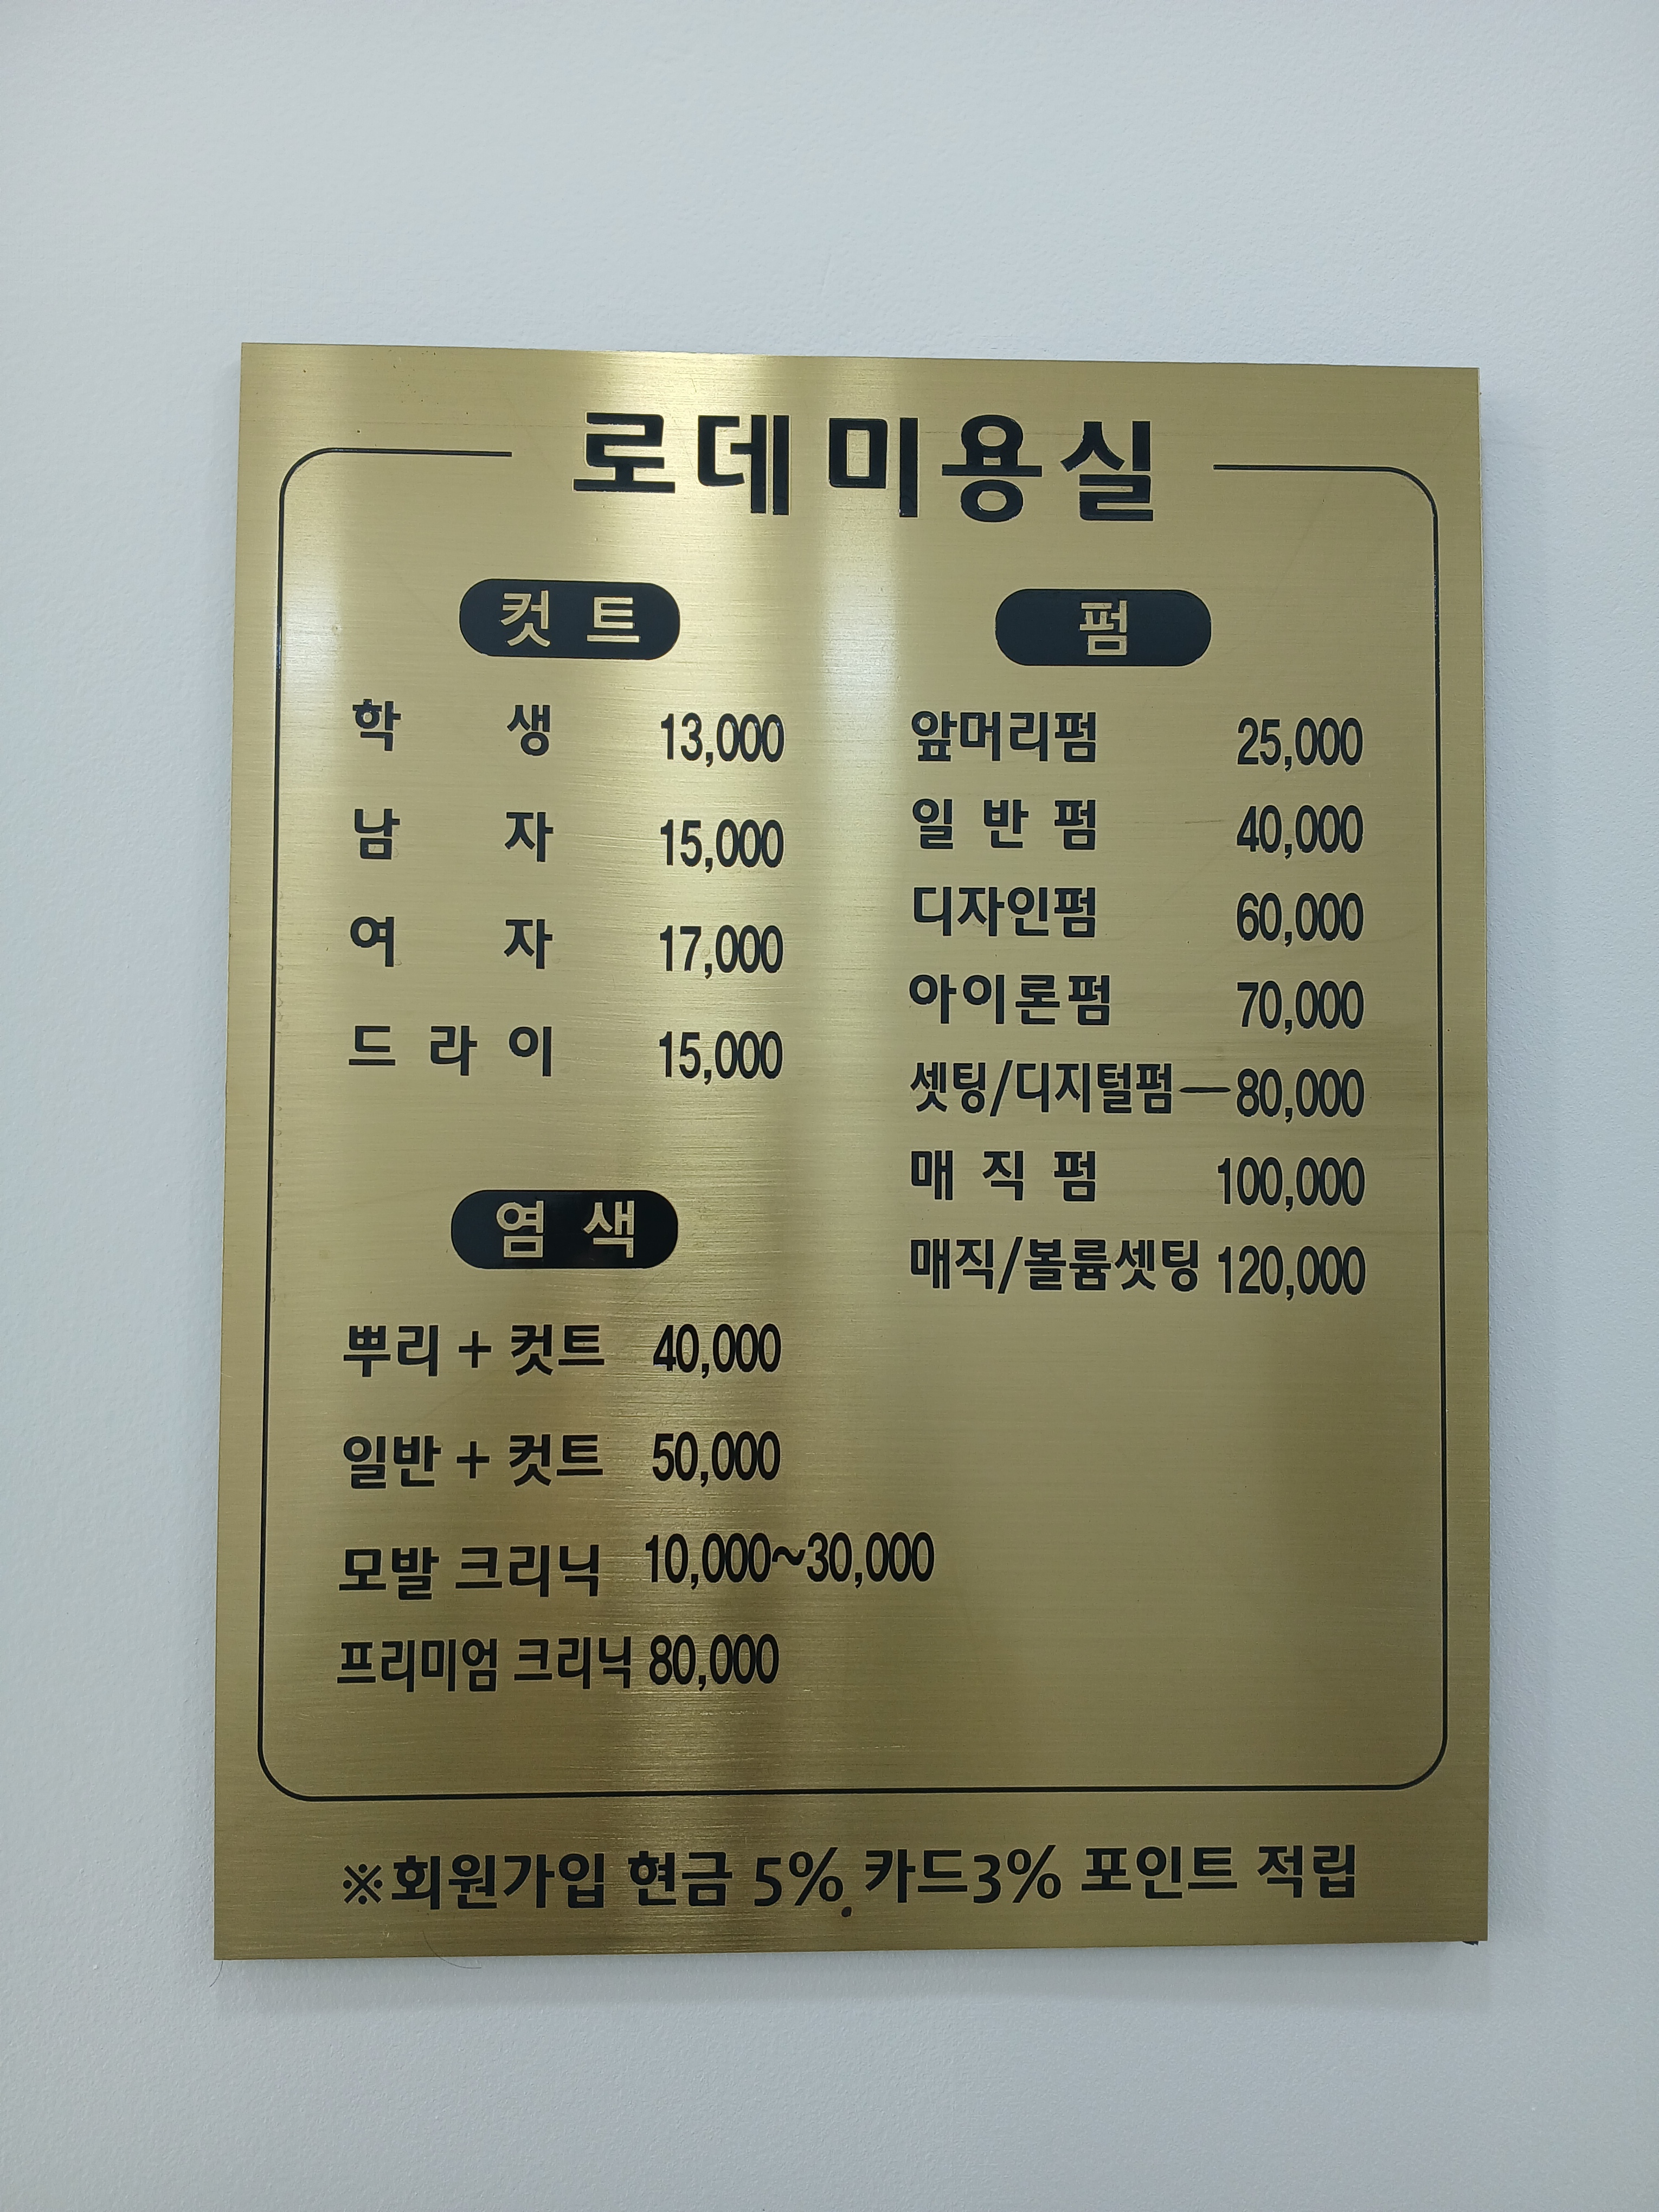 로데미용실
컷 트
학 생 13,000
남 자 15,000
여 자 17,000
드 라 이 15,000
염 색
뿌리 + 컷트 40,000
일반 + 컷트 50,000
모발 크리닉 10,000~30,000
프리미엄 크리닉 80,000
펌
앞머리펌 25,000
일 반 펌 40,000
디자인펌 60,000
아이론펌 70,000
셋팅/디지털펌—80,000
매 직 펌 100,000
매직/볼륨셋팅 120,000
※회원가입 현금 5%, 카드3% 포인트 적립